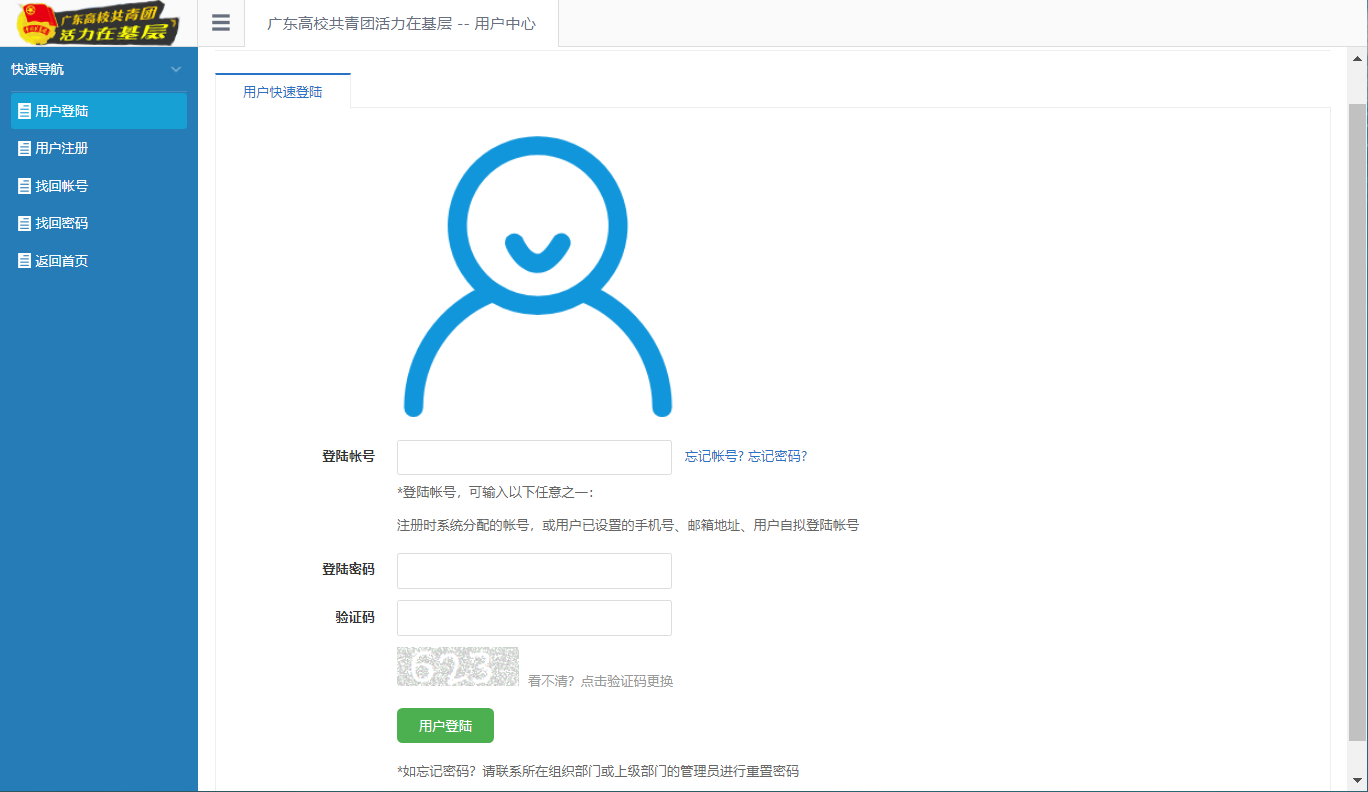 广东高校共青团
活力在基层
广东高校共青团活力在基层 -- 用户中心
快速导航
用户登陆
用户注册
找回帐号
找回密码
返回首页
用户快速登陆
登陆帐号
忘记帐号? 忘记密码?
*登陆帐号，可输入以下任意之一：
注册时系统分配的帐号，或用户已设置的手机号、邮箱地址、用户自拟登陆帐号
登陆密码
验证码
623
看不清？点击验证码更换
用户登陆
*如忘记密码？请联系所在组织部门或上级部门的管理员进行重置密码